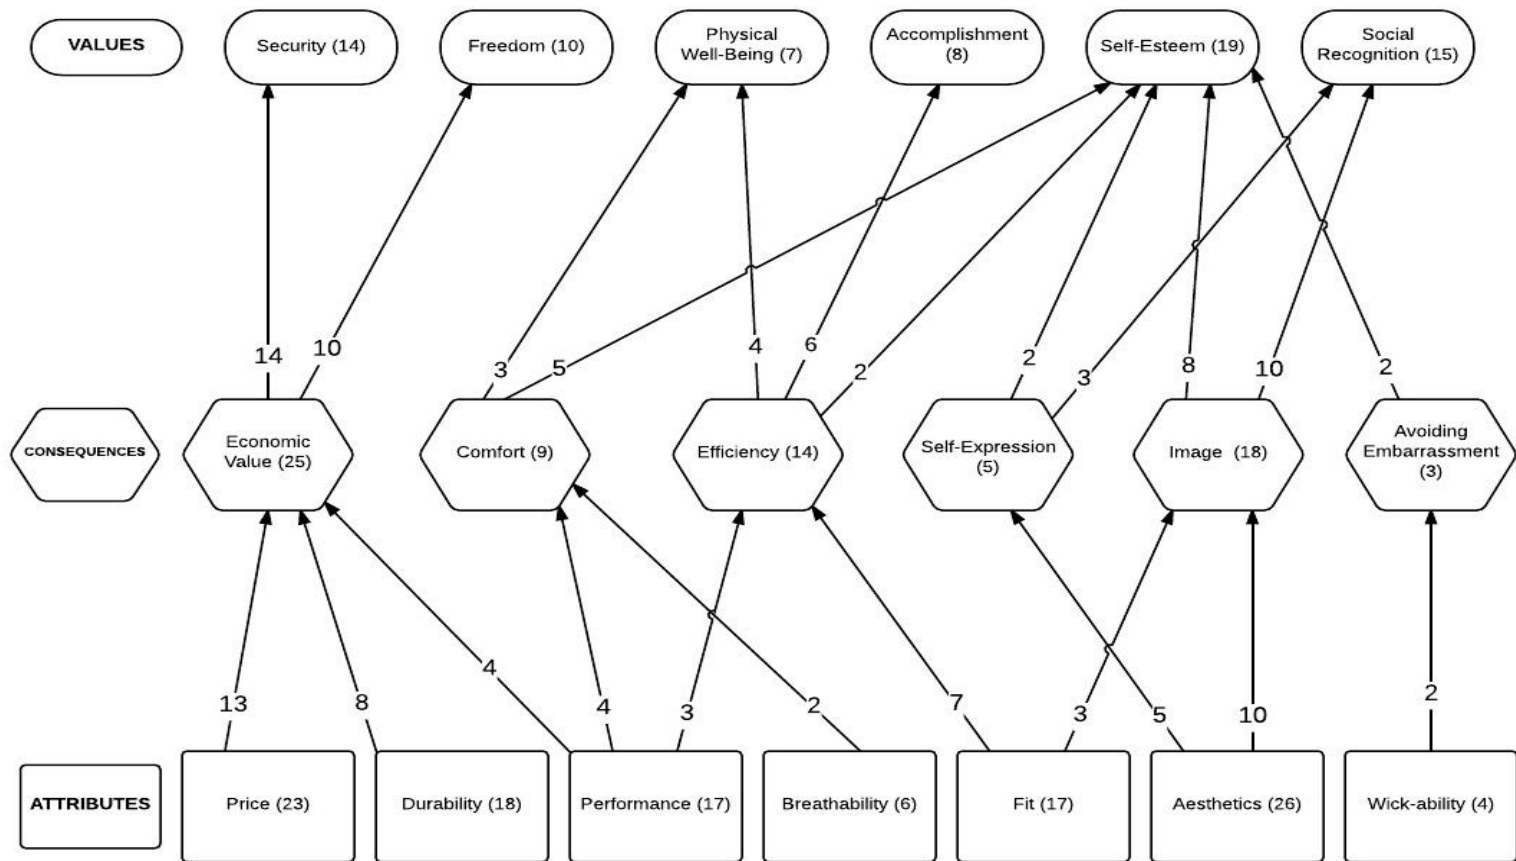 VALUES
Security (14)
Freedom (10)
Physical
Well-Being (7)
Accomplishment
(8)
Self-Esteem (19)
Social
Recognition (15)
14
10
3
5
4
6
2
2
3
8
10
2
CONSEQUENCES
Economic
Value (25)
Comfort (9)
Efficiency (14)
Self-Expression
(5)
Image (18)
Avoiding
Embarrassment
(3)
13
8
4
4
3
2
7
3
5
10
2
ATTRIBUTES
Price (23)
Durability (18)
Performance (17)
Breathability (6)
Fit (17)
Aesthetics (26)
Wick-ability (4)